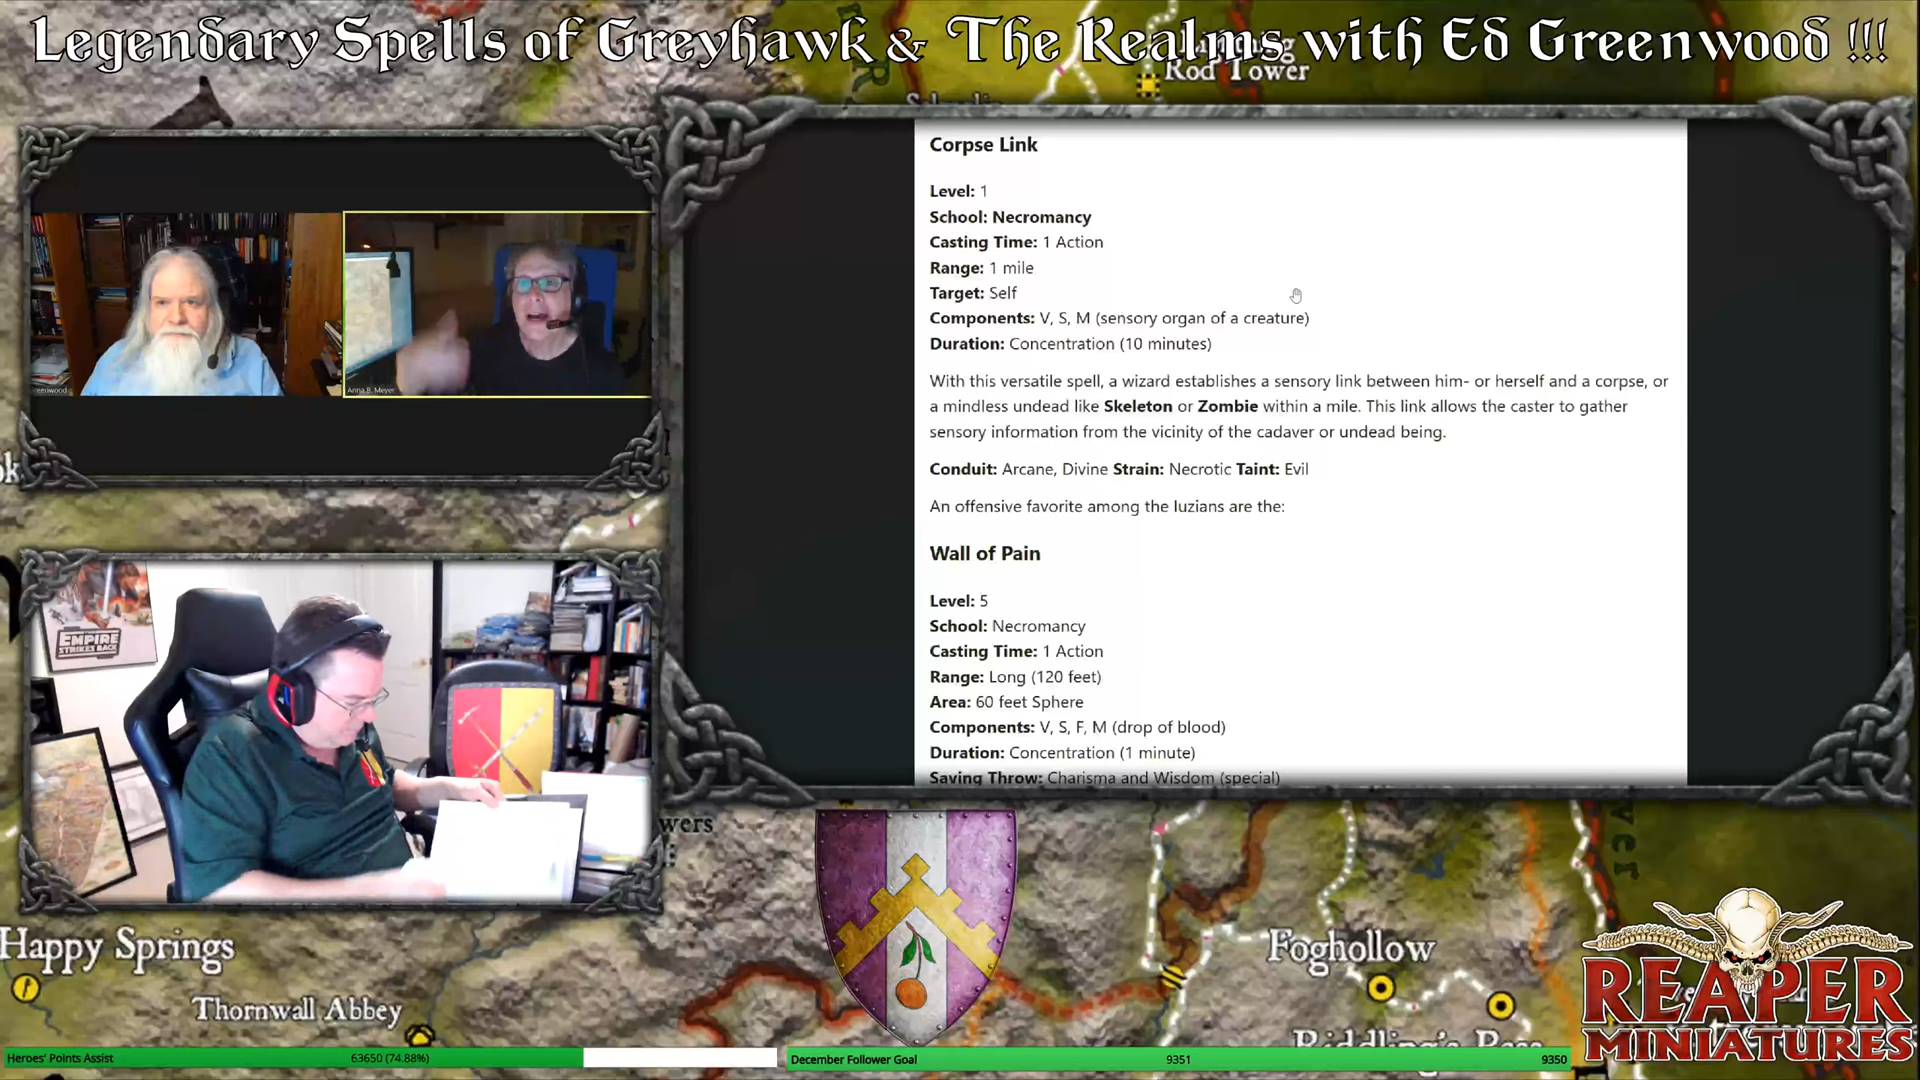 Legendary Spells of Greyhawk & The Realms with Ed Greenwood !!!
Rod Tower
Corpse Link
Level: 1
School: Necromancy
Casting Time: 1 Action
Range: 1 mile
Target: Self
Components: V, S, M (sensory organ of a creature)
Duration: Concentration (10 minutes)
With this versatile spell, a wizard establishes a sensory link between him- or herself and a corpse, or
a mindless undead like Skeleton or Zombie within a mile. This link allows the caster to gather
sensory information from the vicinity of the cadaver or undead being.
Conduit: Arcane, Divine Strain: Necrotic Taint: Evil
An offensive favorite among the Iuzians are the:
Wall of Pain
Level: 5
School: Necromancy
Casting Time: 1 Action
Range: Long (120 feet)
Area: 60 feet Sphere
Components: V, S, F, M (drop of blood)
Duration: Concentration (1 minute)
Saving Throw: Charisma and Wisdom (special)
Anna B. Meyer
EMPIRE
STRIKES BACK
Happy Springs
Thornwall Abbey
Foghollow
REAPER
MINIATURES
Heroes' Points Assist 63650 (74.88%)
December Follower Goal 9351 9350